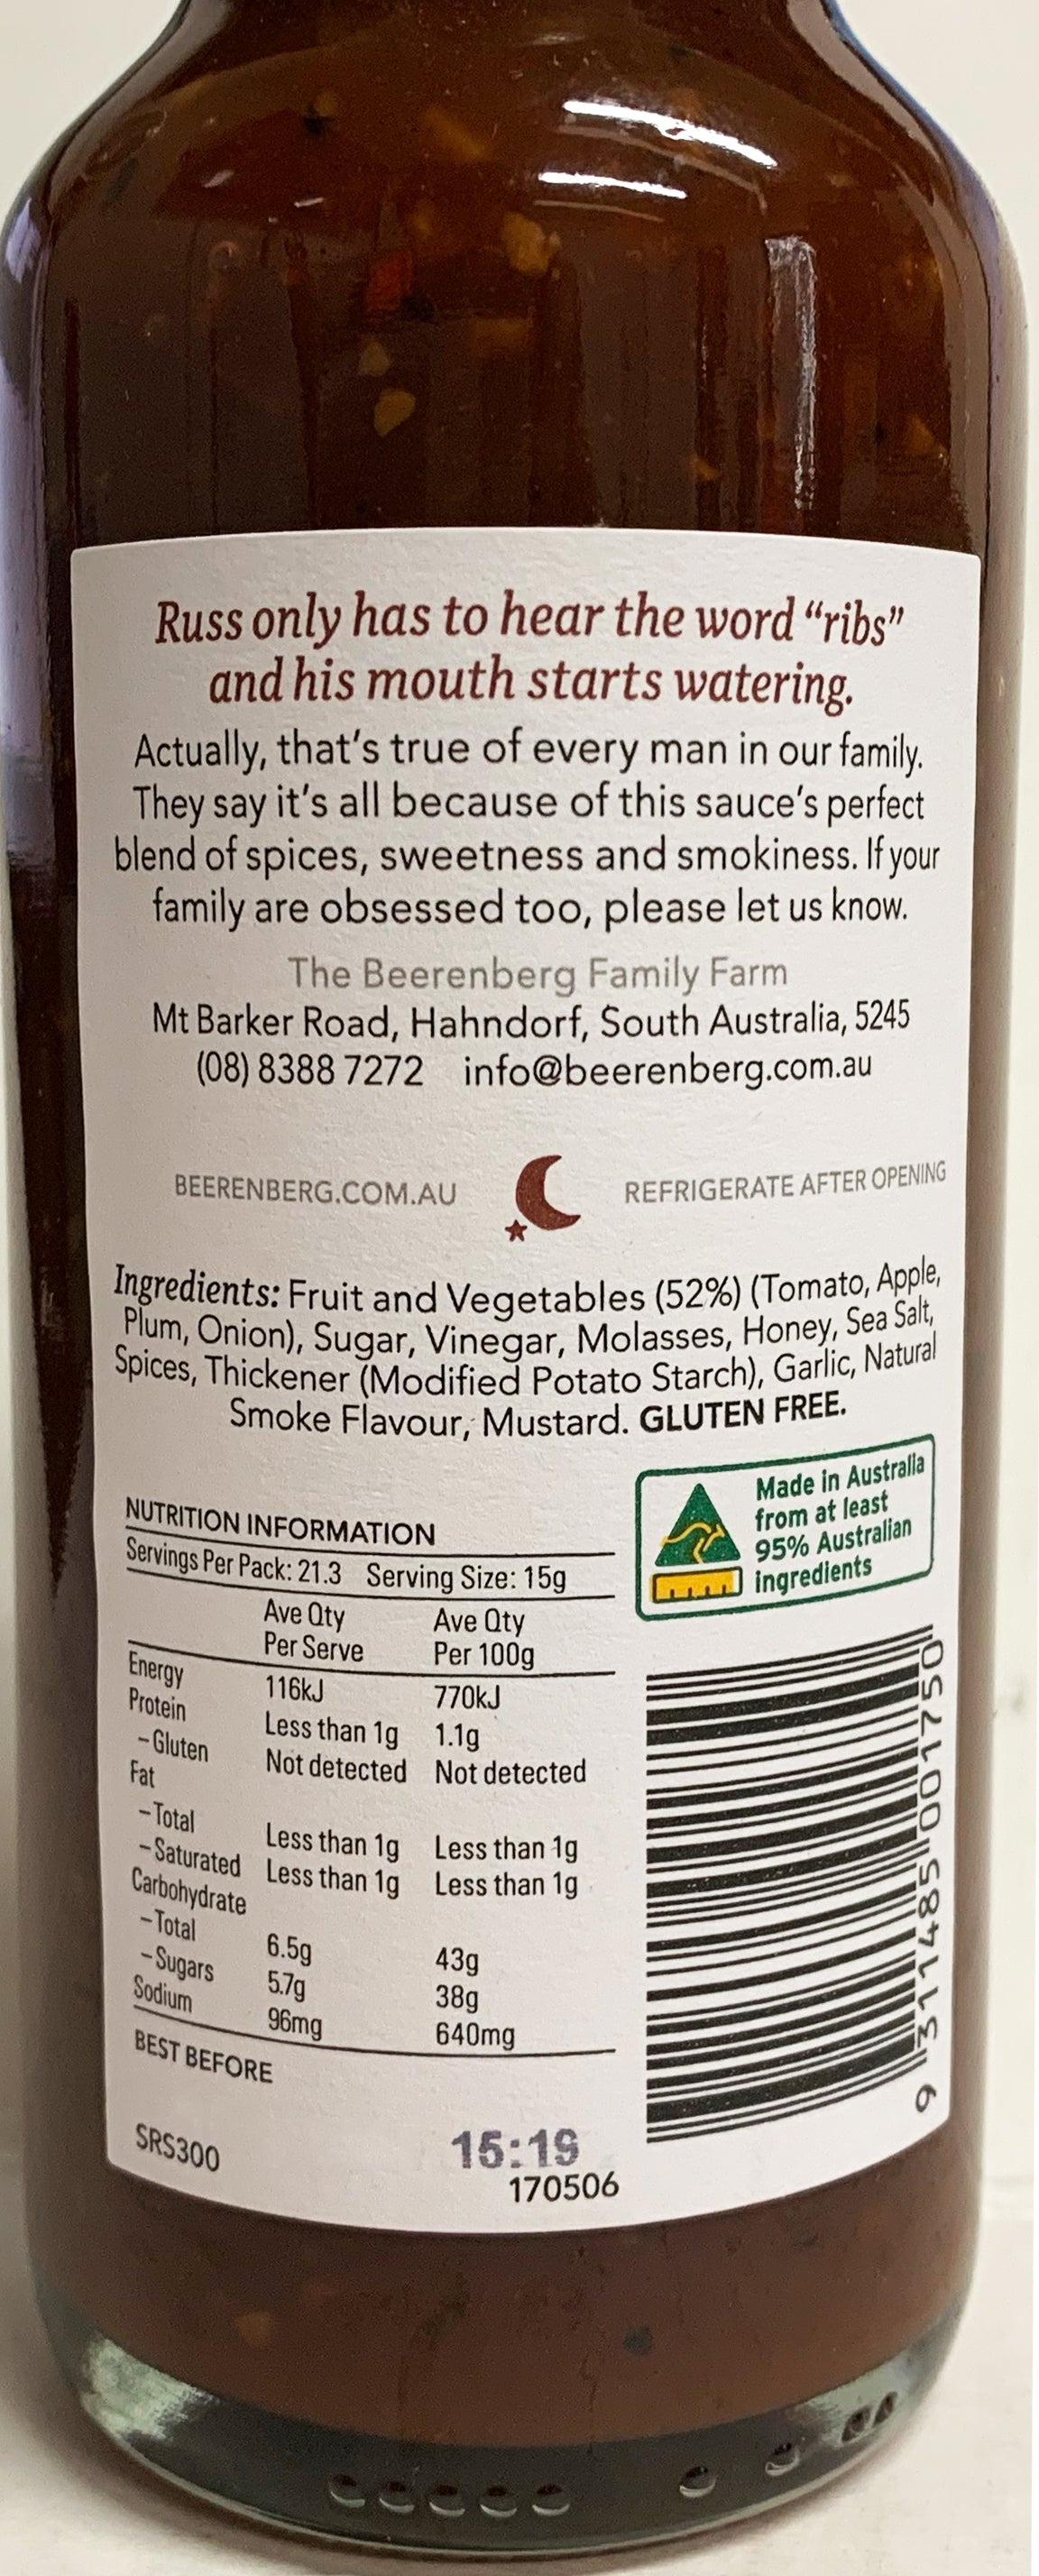 Russ only has to hear the word “ribs”
and his mouth starts watering.
Actually, that's true of every man in our family.
They say it's all because of this sauce's perfect
blend of spices, sweetness and smokiness. If your
family are obsessed too, please let us know.
The Beerenberg Family Farm
Mt Barker Road, Hahndorf, South Australia, 5245
(08) 8388 7272 info@beerenberg.com.au
BEERENBERG.COM.AU REFRIGERATE AFTER OPENING
Ingredients: Fruit and Vegetables (52%) (Tomato, Apple,
Plum, Onion), Sugar, Vinegar, Molasses, Honey, Sea Salt,
Spices, Thickener (Modified Potato Starch), Garlic, Natural
Smoke Flavour, Mustard. GLUTEN FREE.
Made in Australia
from at least
95% Australian
ingredients
NUTRITION INFORMATION
Servings Per Pack: 21.3 Serving Size: 15g
Ave Qty Ave Qty
Per Serve Per 100g
Energy 116kJ 770kJ
Protein Less than 1g 1.1g
–Gluten Not detected Not detected
Fat
–Total Less than 1g Less than 1g
–Saturated Less than 1g Less than 1g
Carbohydrate
–Total 6.5g 43g
–Sugars 5.7g 38g
Sodium 96mg 640mg
BEST BEFORE
SRS300
15:19
170506
9 311485 001750